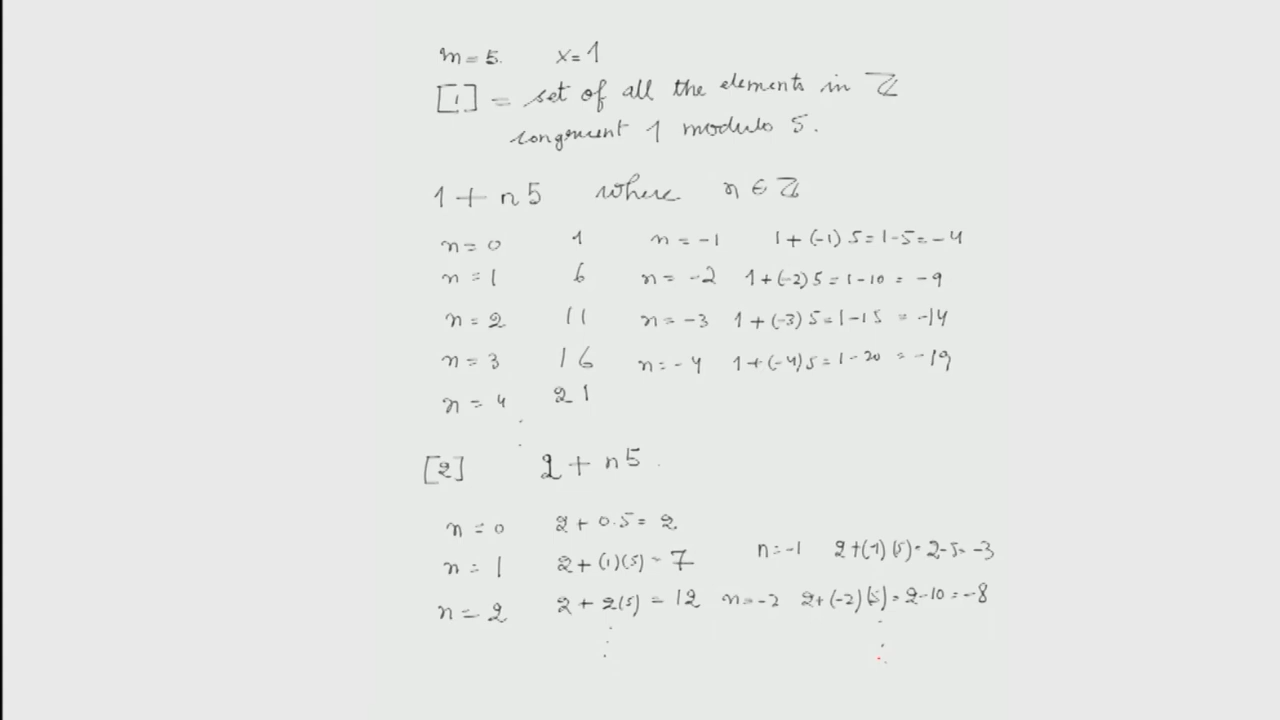 m = 5. x = 1
[1] = set of all the elements in ℤ
congruent 1 modulo 5.
1 + n5 where n ∈ ℤ
n = 0 1 n = -1 1 + (-1) 5 = 1 - 5 = -4
n = 1 6 n = -2 1 + (-2) 5 = 1 - 10 = -9
n = 2 11 n = -3 1 + (-3) 5 = 1 - 15 = -14
n = 3 16 n = -4 1 + (-4) 5 = 1 - 20 = -19
n = 4 21
[2] 2 + n5.
n = 0 2 + 0.5 = 2
n = 1 2 + (1)(5) = 7 n = -1 2 + (-1)(5) = 2 - 5 = -3
n = 2 2 + 2(5) = 12 n = -2 2 + (-2)(5) = 2 - 10 = -8